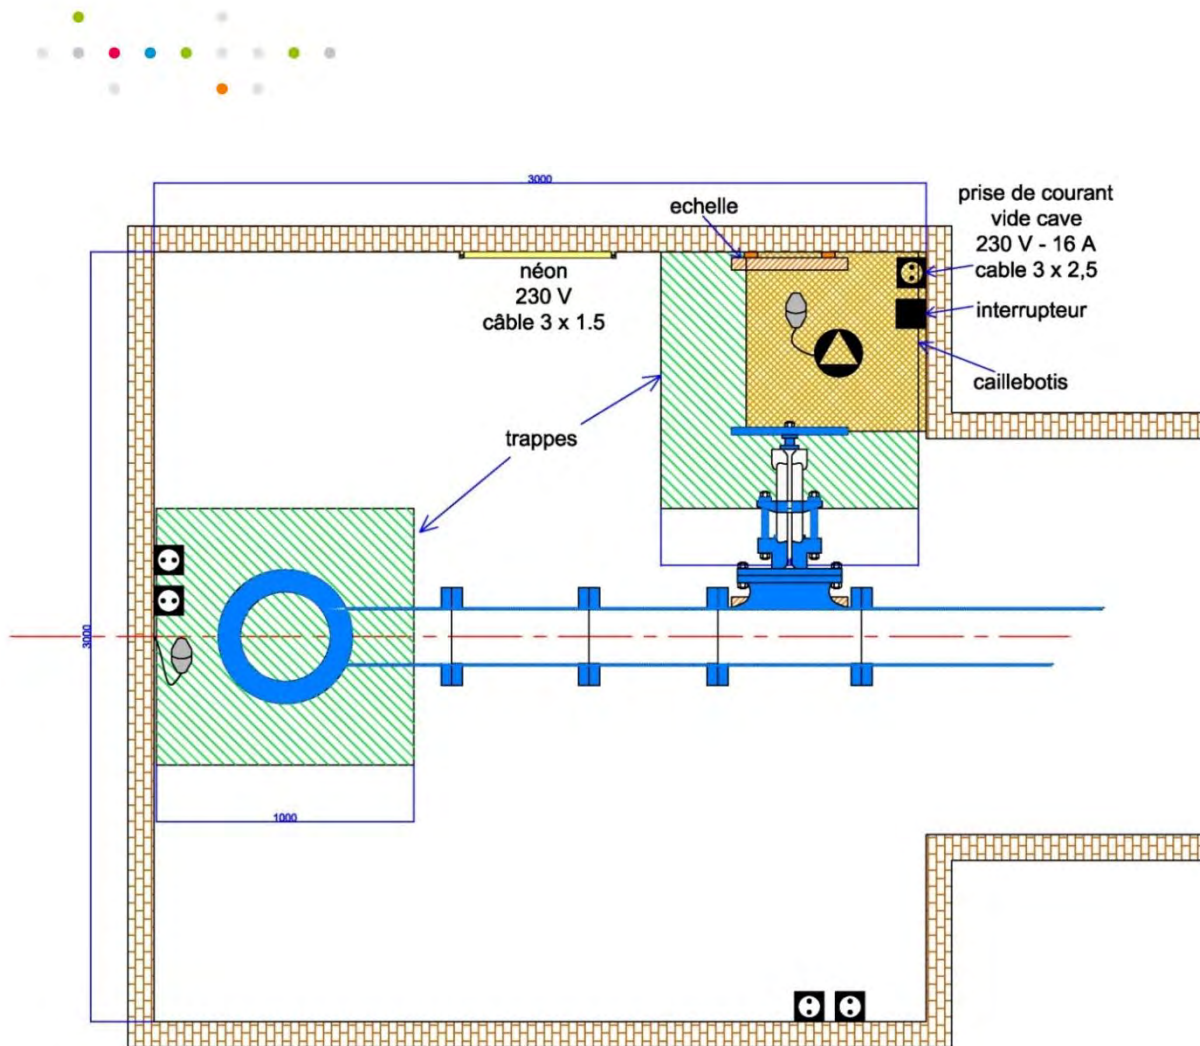 3000
echelle
prise de courant
vide cave
230 V - 16 A
cable 3 x 2,5
néon
230 V
câble 3 x 1.5
interrupteur
caillebotis
trappes
3000
1000